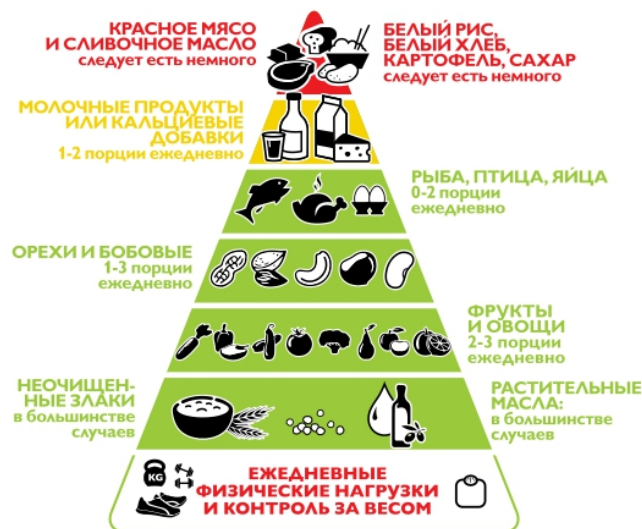 КРАСНОЕ МЯСО
И СЛИВОЧНОЕ МАСЛО
следует есть немного
БЕЛЫЙ РИС,
БЕЛЫЙ ХЛЕБ,
КАРТОФЕЛЬ, САХАР
следует есть немного
МОЛОЧНЫЕ ПРОДУКТЫ
ИЛИ КАЛЬЦИЕВЫЕ
ДОБАВКИ
1-2 порции ежедневно
РЫБА, ПТИЦА, ЯЙЦА
0-2 порции
ежедневно
ОРЕХИ И БОБОВЫЕ
1-3 порции
ежедневно
ФРУКТЫ
И ОВОЩИ
2-3 порции
ежедневно
НЕОЧИЩЕН-
НЫЕ ЗЛАКИ
в большинстве
случаев
РАСТИТЕЛЬНЫЕ
МАСЛА:
в большинстве
случаев
KG
ЕЖЕДНЕВНЫЕ
ФИЗИЧЕСКИЕ НАГРУЗКИ
И КОНТРОЛЬ ЗА ВЕСОМ